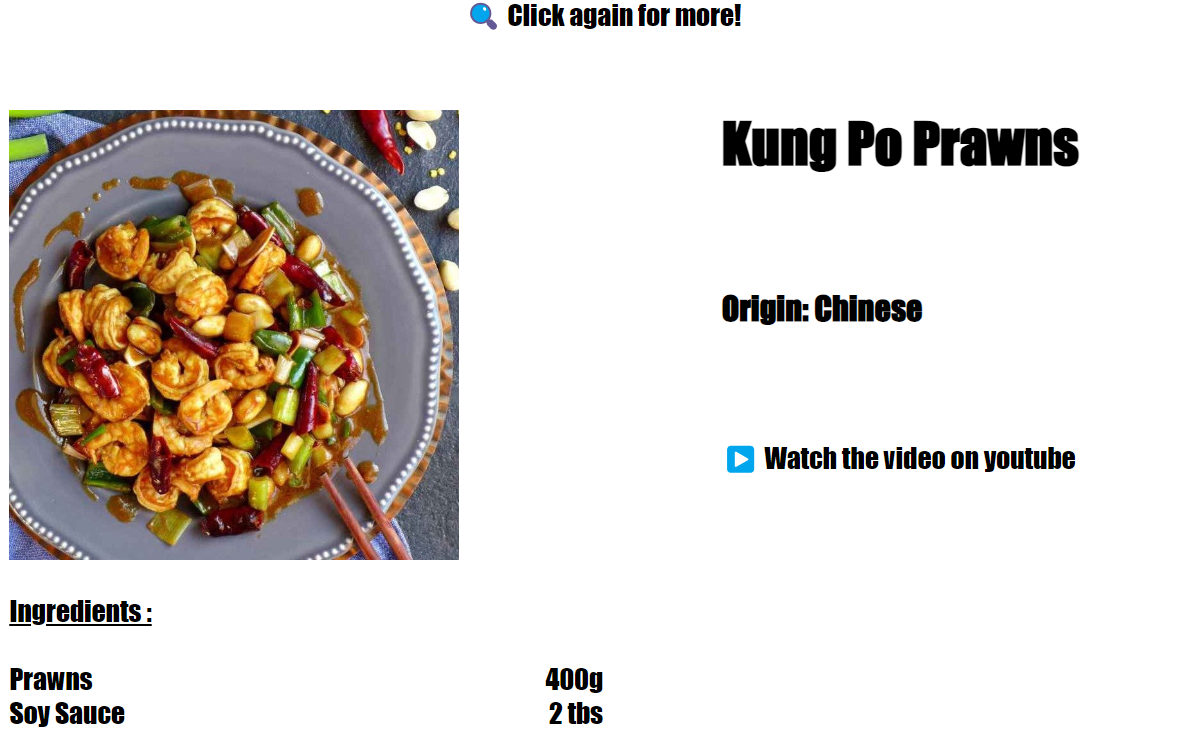 🔍 Click again for more!
Kung Po Prawns
Origin: Chinese
▶️ Watch the video on youtube
Ingredients :
Prawns 400g
Soy Sauce 2 tbs